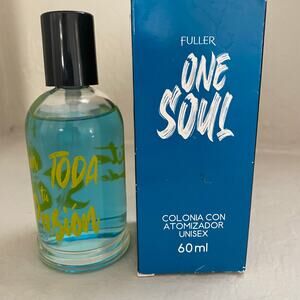 TODA
FULLER
ONE
SOUL
COLONIA CON
ATOMIZADOR
UNISEX
60ml